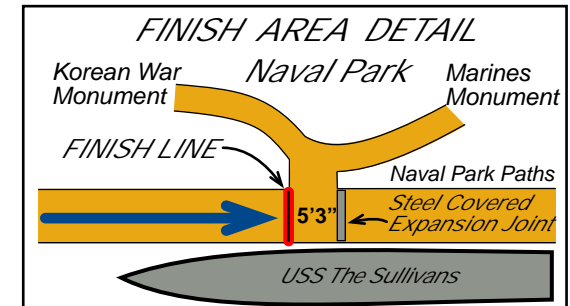 FINISH AREA DETAIL
Naval Park
Korean War
Monument
Marines
Monument
FINISH LINE
Naval Park Paths
5'3”
Steel Covered
Expansion Joint
USS The Sullivans